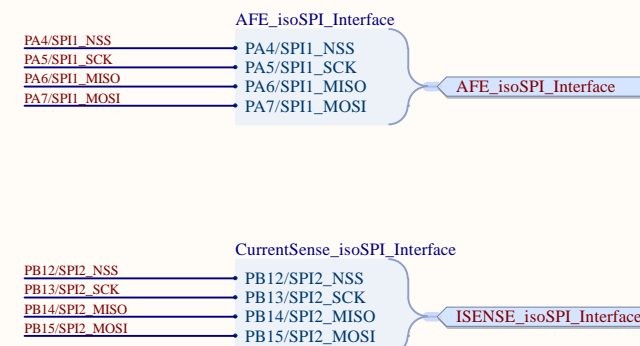 AFE_isoSPI_Interface
PA4/SPI1_NSS PA4/SPI1_NSS
PA5/SPI1_SCK PA5/SPI1_SCK
PA6/SPI1_MISO PA6/SPI1_MISO AFE_isoSPI_Interface
PA7/SPI1_MOSI PA7/SPI1_MOSI
CurrentSense_isoSPI_Interface
PB12/SPI2_NSS PB12/SPI2_NSS
PB13/SPI2_SCK PB13/SPI2_SCK
PB14/SPI2_MISO PB14/SPI2_MISO ISENSE_isoSPI_Interface
PB15/SPI2_MOSI PB15/SPI2_MOSI